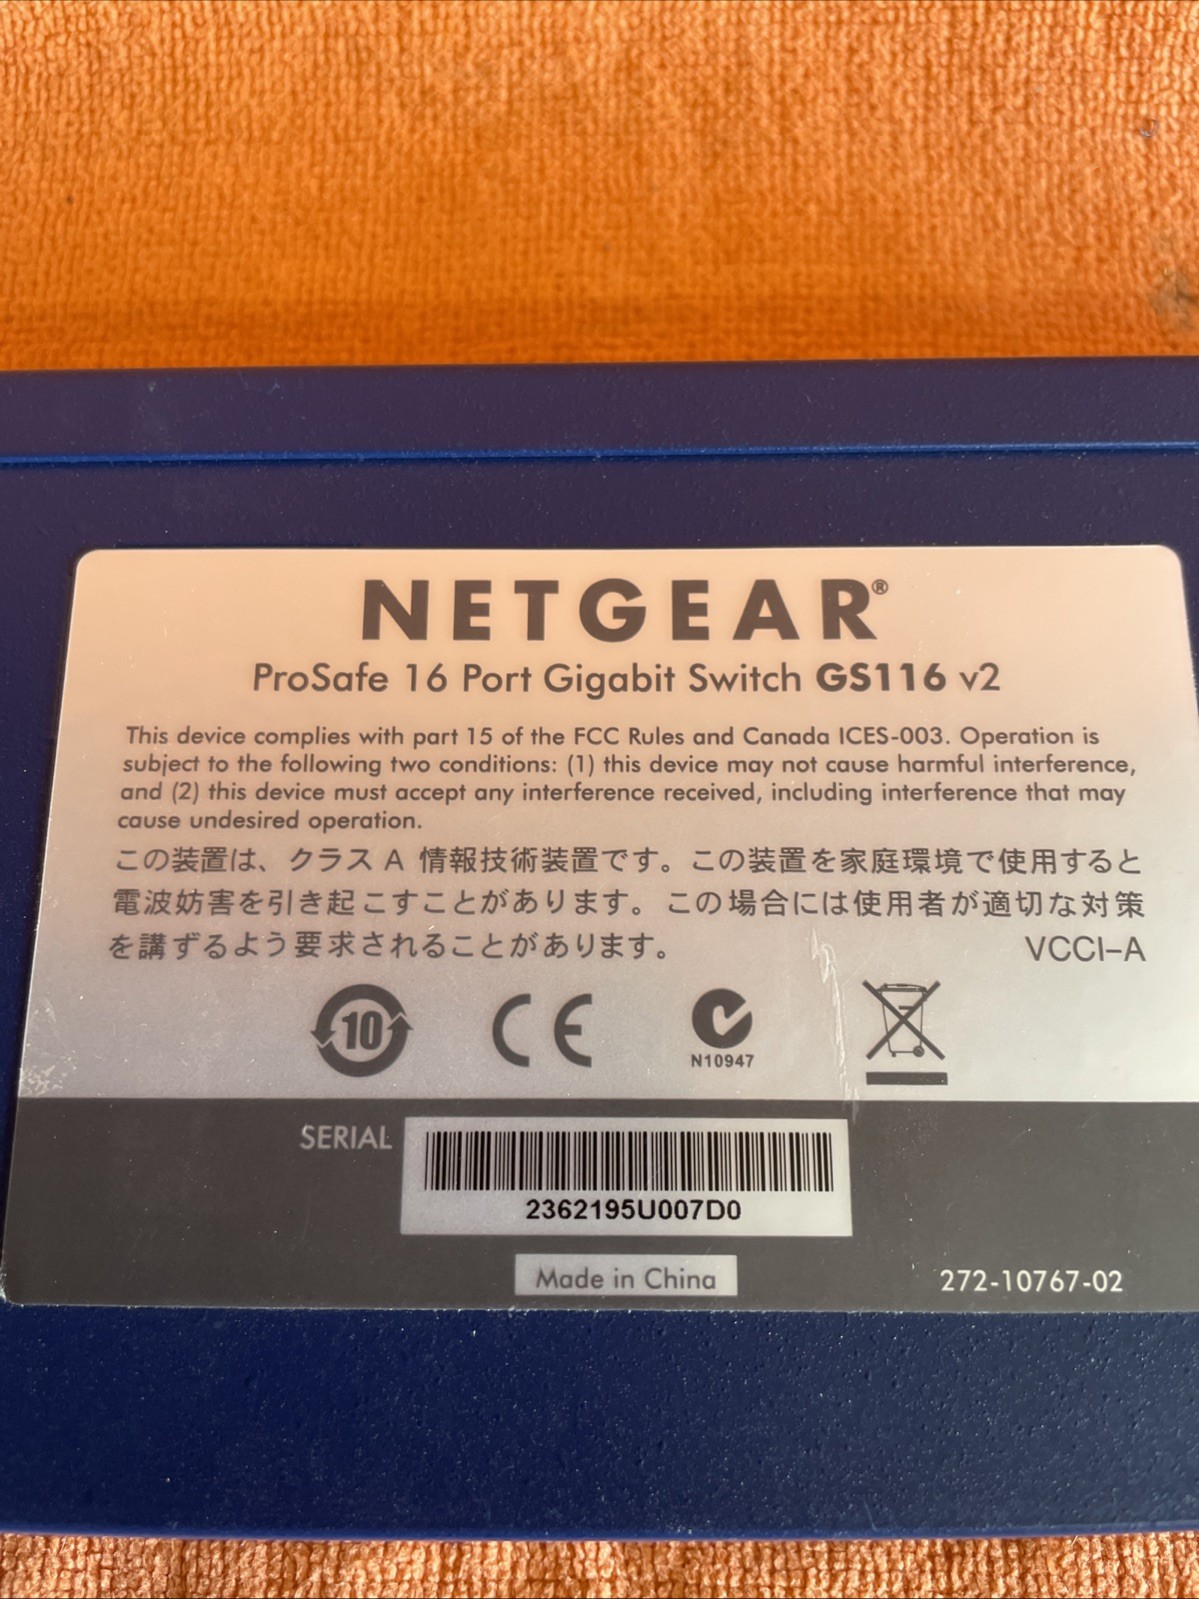 NETGEAR®
ProSafe 16 Port Gigabit Switch GS116 v2
This device complies with part 15 of the FCC Rules and Canada ICES-003. Operation is
subject to the following two conditions: (1) this device may not cause harmful interference,
and (2) this device must accept any interference received, including interference that may
cause undesired operation.
この装置は、クラス A 情報技術装置です。この装置を家庭環境で使用すると
電波妨害を引き起こすことがあります。この場合には使用者が適切な対策
を講ずるよう要求されることがあります。 VCCI-A
10 CE N10947
SERIAL
2362195U007D0
Made in China 272-10767-02